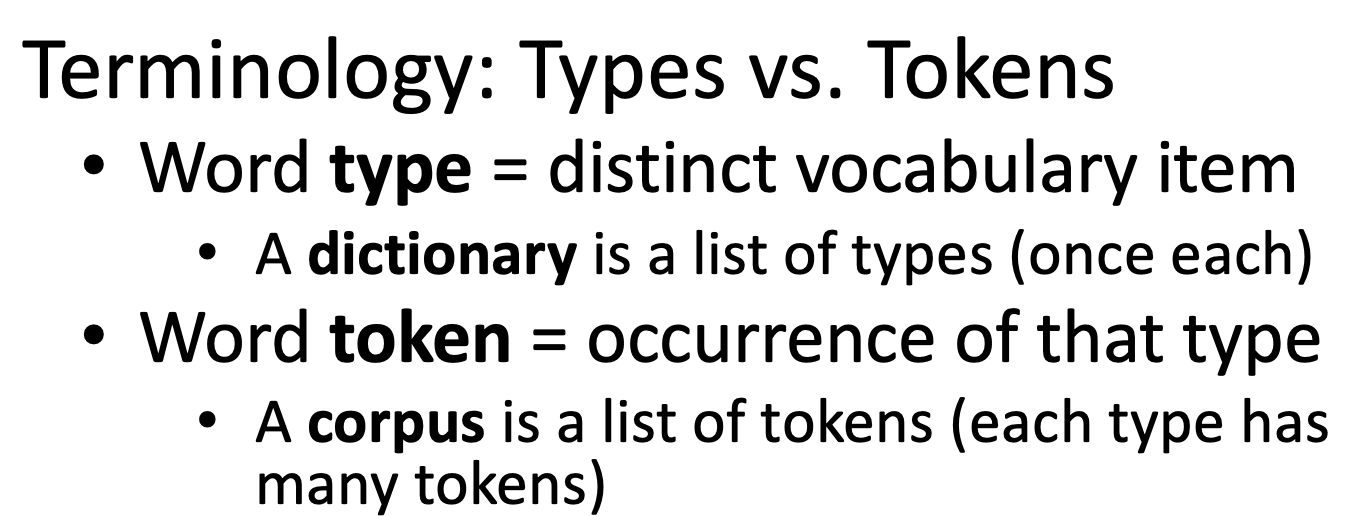 Terminology: Types vs. Tokens
• Word type = distinct vocabulary item
• A dictionary is a list of types (once each)
• Word token = occurrence of that type
• A corpus is a list of tokens (each type has
many tokens)